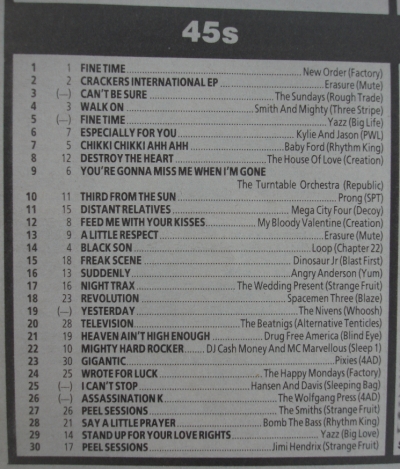 45s
1 1 FINE TIME ... New Order (Factory)
2 2 CRACKERS INTERNATIONAL EP ... Erasure (Mute)
3 (—) CAN'T BE SURE ... The Sundays (Rough Trade)
4 3 WALK ON ... Smith And Mighty (Three Stripe)
5 (—) FINE TIME ... Yazz (Big Life)
6 7 ESPECIALLY FOR YOU ... Kylie And Jason (PWL)
7 5 CHIKKI CHIKKI AHH AHH ... Baby Ford (Rhythm King)
8 12 DESTROY THE HEART ... The House Of Love (Creation)
9 6 YOU'RE GONNA MISS ME WHEN I'M GONE
The Turntable Orchestra (Republic)
10 11 THIRD FROM THE SUN ... Prong (SPT)
11 15 DISTANT RELATIVES ... Mega City Four (Decoy)
12 8 FEED ME WITH YOUR KISSES ... My Bloody Valentine (Creation)
13 9 A LITTLE RESPECT ... Erasure (Mute)
14 4 BLACK SON ... Loop (Chapter 22)
15 18 FREAK SCENE ... Dinosaur Jr (Blast First)
16 13 SUDDENLY ... Angry Anderson (Yum)
17 16 NIGHT TRAX ... The Wedding Present (Strange Fruit)
18 23 REVOLUTION ... Spacemen Three (Blaze)
19 (—) YESTERDAY ... The Nivens (Whoosh)
20 28 TELEVISION ... The Beatnigs (Alternative Tenticles)
21 19 HEAVEN AIN'T HIGH ENOUGH ... Drug Free America (Blind Eye)
22 10 MIGHTY HARD ROCKER ... DJ Cash Money And MC Marvellous (Sleep 1)
23 30 GIGANTIC ... Pixies (4AD)
24 25 WROTE FOR LUCK ... The Happy Mondays (Factory)
25 (—) I CAN'T STOP ... Hansen And Davis (Sleeping Bag)
26 (—) ASSASSINATION K ... The Wolfgang Press (4AD)
27 26 PEEL SESSIONS ... The Smiths (Strange Fruit)
28 21 SAY A LITTLE PRAYER ... Bomb The Bass (Rhythm King)
29 14 STAND UP FOR YOUR LOVE RIGHTS ... Yazz (Big Love)
30 17 PEEL SESSIONS ... Jimi Hendrix (Strange Fruit)